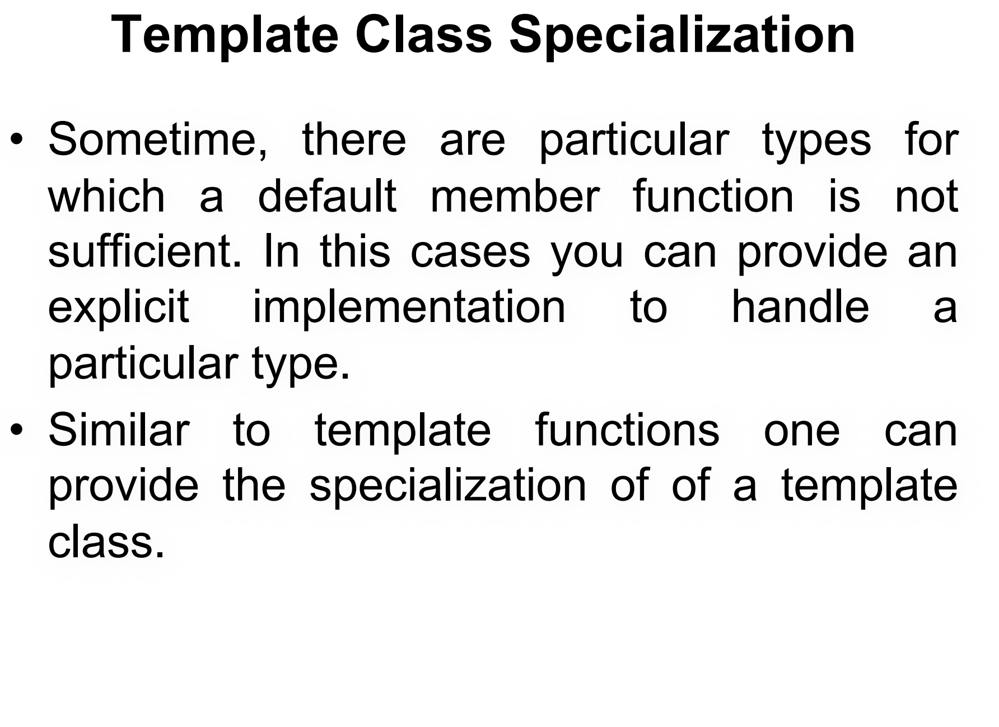 Template Class Specialization
• Sometime, there are particular types for
which a default member function is not
sufficient. In this cases you can provide an
explicit implementation to handle a
particular type.
• Similar to template functions one can
provide the specialization of of a template
class.